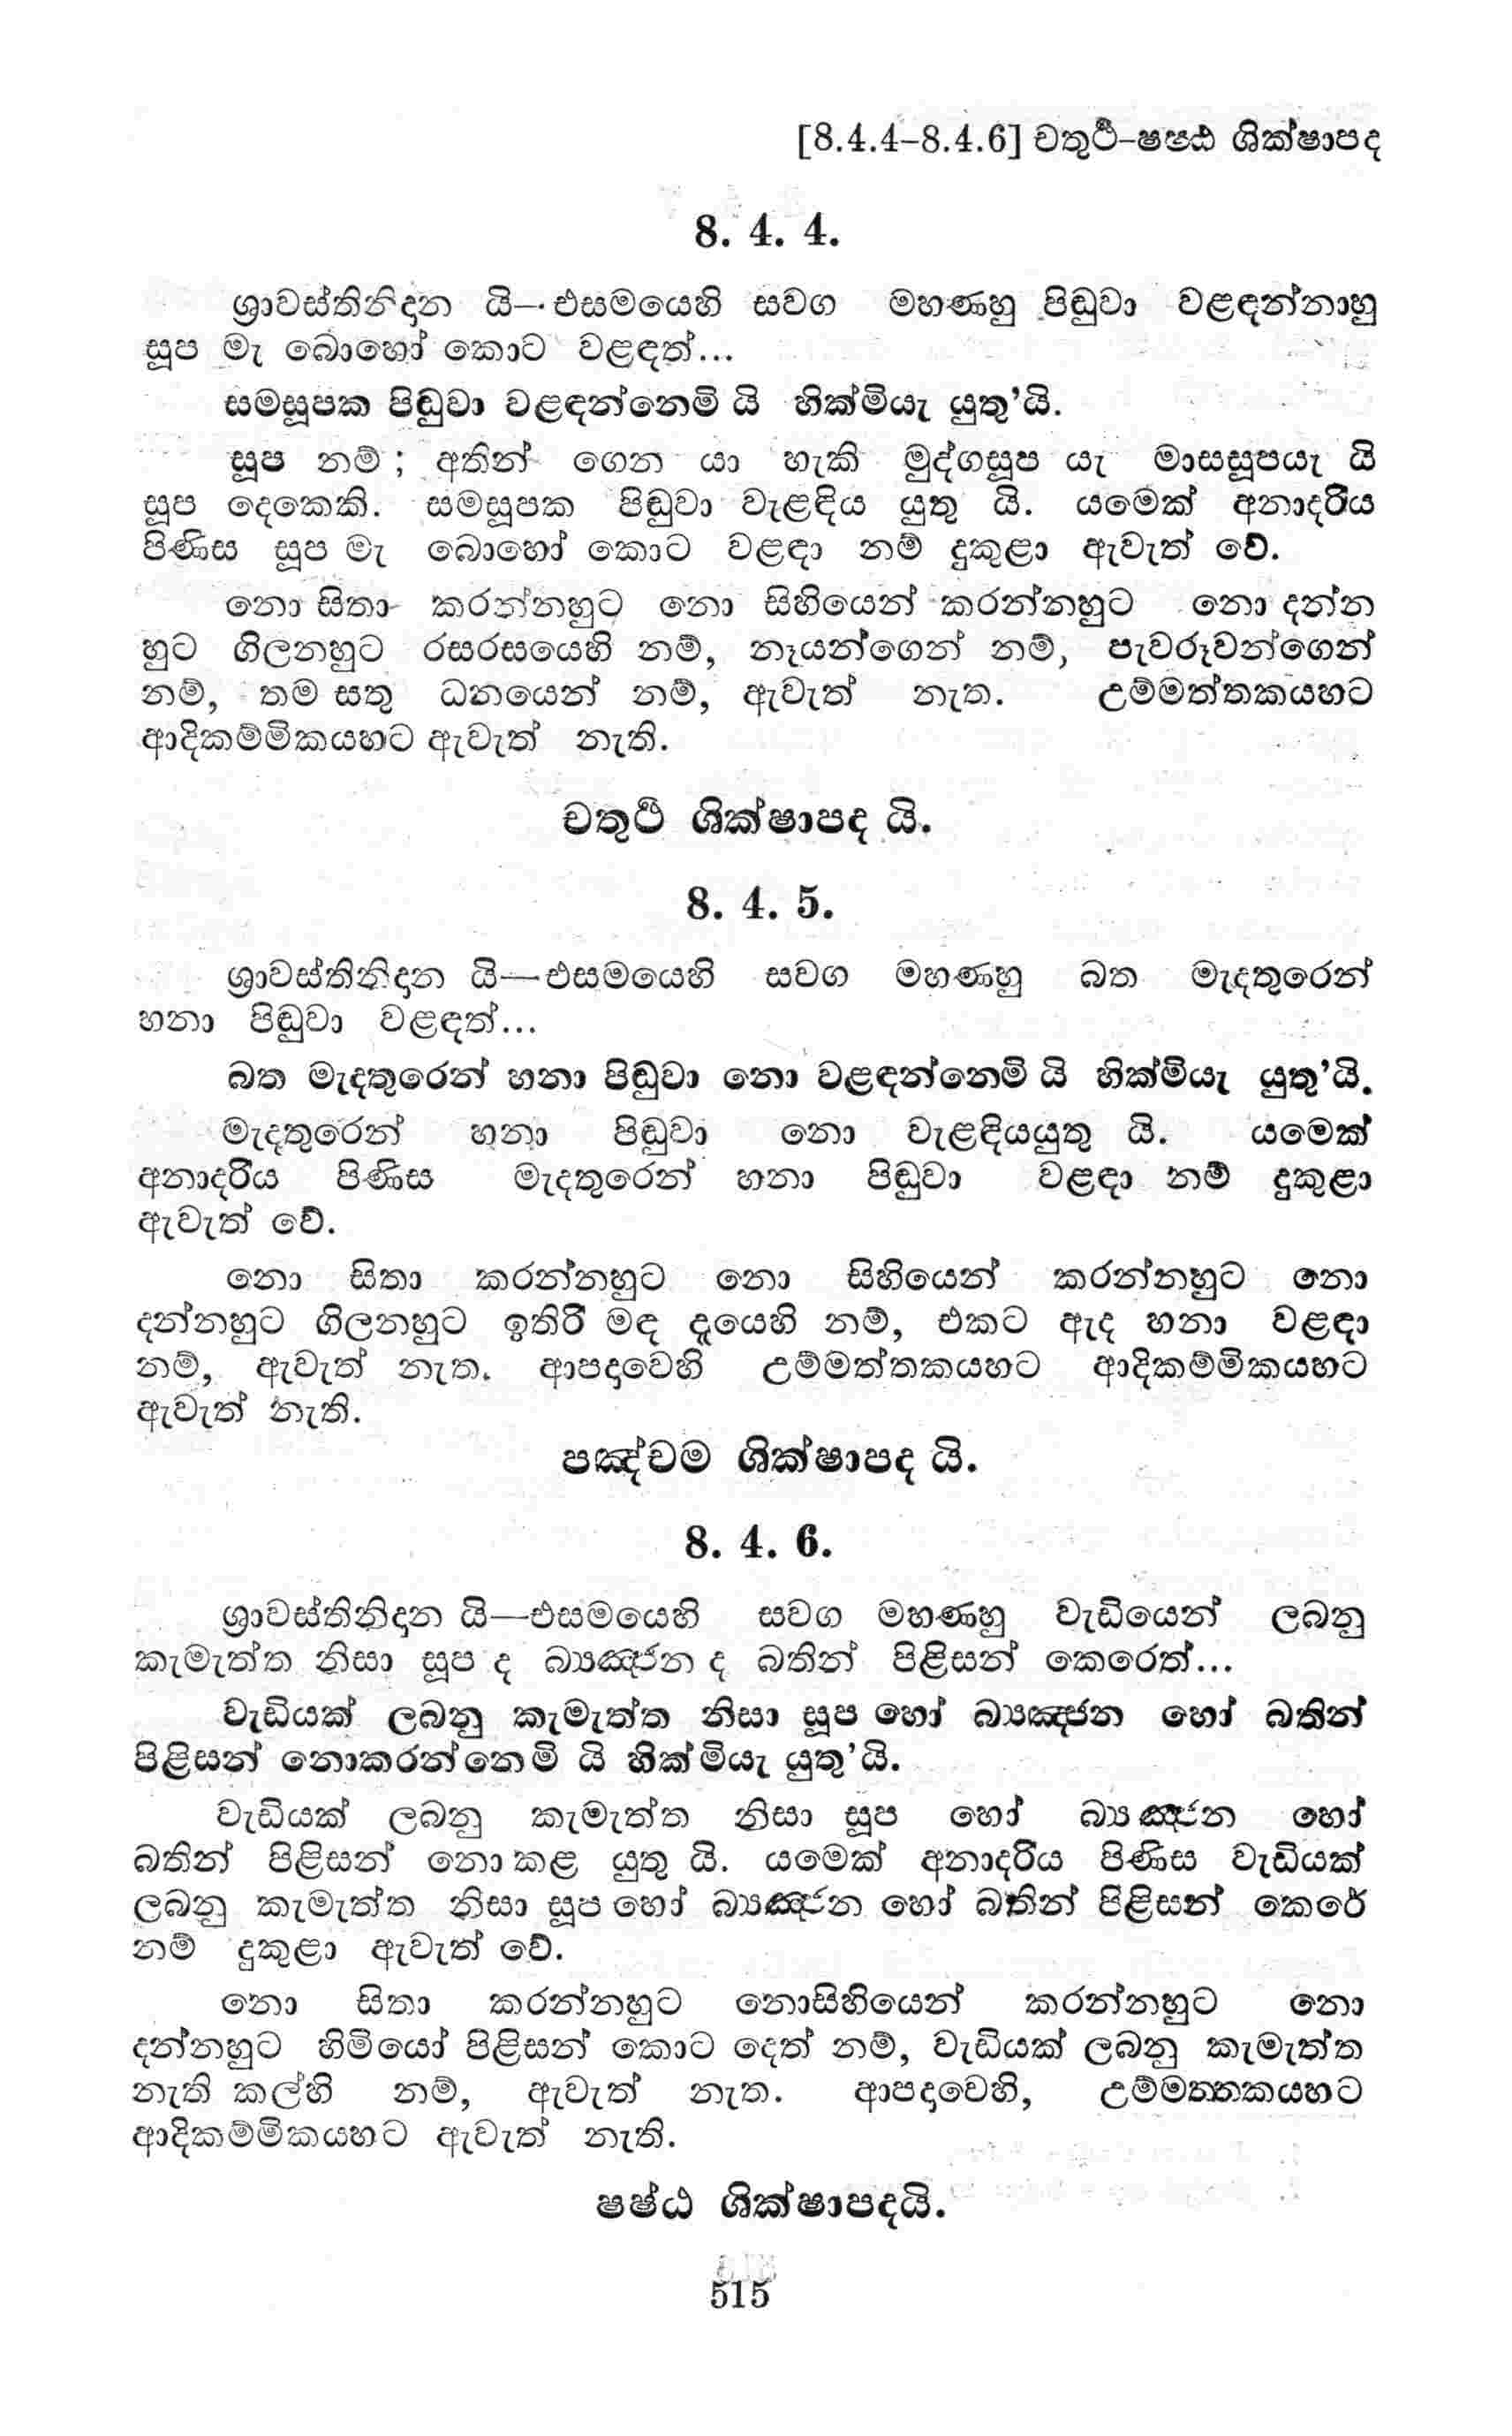 [8.4.4–8.4.6] චතුර්‍ථ–ෂෂ්ඨ ශික්ෂාපද
8. 4. 4.
ශ්‍රාවස්තිනිදාන යි—එසමයෙහි සවග මහණහු පිඬුවා වළඳන්නාහු
සූප මැ බොහෝ කොට වළඳත්...
සමසූපක පිඬුවා වළඳන්නෙමි යි හික්මියැ යුතු’යි.
සූප නම් ; අතින් ගෙන යා හැකි මුද්ගසූප යැ මාසසූපයැ යි
සූප දෙකෙකි. සමසූපක පිඬුවා වැළඳිය යුතු යි. යමෙක් අනාදරිය
පිණිස සූප මැ බොහෝ කොට වළඳා නම් දුකුළා ඇවැත් වේ.
නො සිතා කරන්නහුට නො සිහියෙන් කරන්නහුට නො දන්න
හුට ගිලනහුට රසරසයෙහි නම්, නෑයන්ගෙන් නම්, පැවරූවන්ගෙන්
නම්, තම සතු ධනයෙන් නම්, ඇවැත් නැත. උම්මත්තකයහට
ආදිකම්මිකයහට ඇවැත් නැති.
චතුර්‍ථ ශික්ෂාපද යි.
8. 4. 5.
ශ්‍රාවස්තිනිදාන යි—එසමයෙහි සවග මහණහු බත මැදතුරෙන්
හනා පිඬුවා වළඳත්...
බත මැදතුරෙන් හනා පිඬුවා නො වළඳන්නෙමි යි හික්මියැ යුතු’යි.
මැදතුරෙන් හනා පිඬුවා නො වැළඳියයුතු යි. යමෙක්
අනාදරිය පිණිස මැදතුරෙන් හනා පිඬුවා වළඳා නම් දුකුළා
ඇවැත් වේ.
නො සිතා කරන්නහුට නො සිහියෙන් කරන්නහුට නො
දන්නහුට ගිලනහුට ඉතිරි මඳ දෑයෙහි නම්, එකට ඇද හනා වළඳා
නම්, ඇවැත් නැත. ආපදාවෙහි උම්මත්තකයහට ආදිකම්මිකයහට
ඇවැත් නැති.
පඤ්චම ශික්ෂාපද යි.
8. 4. 6.
ශ්‍රාවස්තිනිදාන යි—එසමයෙහි සවග මහණහු වැඩියෙන් ලබනු
කැමැත්ත නිසා සූප ද බ්‍යඤ්ජන ද බතින් පිළිසන් කෙරෙත්...
වැඩියක් ලබනු කැමැත්ත නිසා සූප හෝ බ්‍යඤ්ජන හෝ බතින්
පිළිසන් නොකරන්නෙමි යි හික්මියැ යුතු’යි.
වැඩියක් ලබනු කැමැත්ත නිසා සූප හෝ බ්‍යඤ්ජන හෝ
බතින් පිළිසන් නො කළ යුතු යි. යමෙක් අනාදරිය පිණිස වැඩියක්
ලබනු කැමැත්ත නිසා සූප හෝ බ්‍යඤ්ජන හෝ බතින් පිළිසන් කෙරේ
නම් දුකුළා ඇවැත් වේ.
නො සිතා කරන්නහුට නොසිහියෙන් කරන්නහුට නො
දන්නහුට හිමියෝ පිළිසන් කොට දෙත් නම්, වැඩියක් ලබනු කැමැත්ත
නැති කල්හි නම්, ඇවැත් නැත. ආපදාවෙහි, උම්මත්තකයහට
ආදිකම්මිකයහට ඇවැත් නැති.
ෂෂ්ඨ ශික්ෂාපදයි.
515